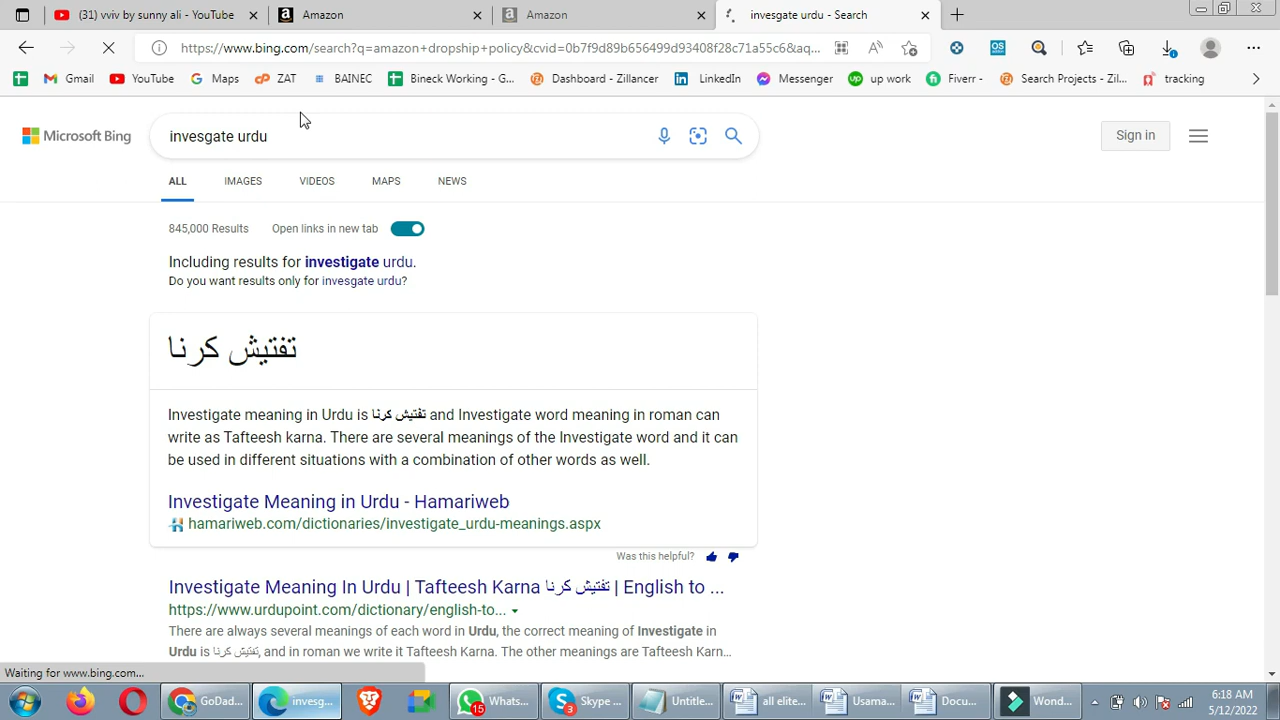 (31) vviv by sunny ali - YouTube
Amazon
Amazon
invesgate urdu - Search
https://www.bing.com/search?q=amazon+dropship+policy&cvid=0b7f9d89b656499d93408f28c71a55c6&aq...
Gmail
YouTube
Maps
ZAT
BAINEC
Bineck Working - G...
Dashboard - Zillancer
LinkedIn
Messenger
up work
Fiverr -
Search Projects - Zil...
tracking
Microsoft Bing
invesgate urdu
Sign in
ALL
IMAGES
VIDEOS
MAPS
NEWS
845,000 Results
Open links in new tab
Including results for investigate urdu.
Do you want results only for invesgate urdu?
تفتیش کرنا
Investigate meaning in Urdu is تفتیش کرنا and Investigate word meaning in roman can
write as Tafteesh karna. There are several meanings of the Investigate word and it can
be used in different situations with a combination of other words as well.
Investigate Meaning in Urdu - Hamariweb
hamariweb.com/dictionaries/investigate_urdu-meanings.aspx
Was this helpful?
Investigate Meaning In Urdu | Tafteesh Karna تفتیش کرنا | English to ...
https://www.urdupoint.com/dictionary/english-to...
There are always several meanings of each word in Urdu, the correct meaning of Investigate in
Urdu is تفتیش کرنا, and in roman we write it Tafteesh Karna. The other meanings are Tafteesh Karn...
Waiting for www.bing.com...
GoDad...
invesg...
15
Whats...
3
Skype ...
Untitle...
all elite...
Usama...
Docu...
Wond...
6:18 AM
5/12/2022